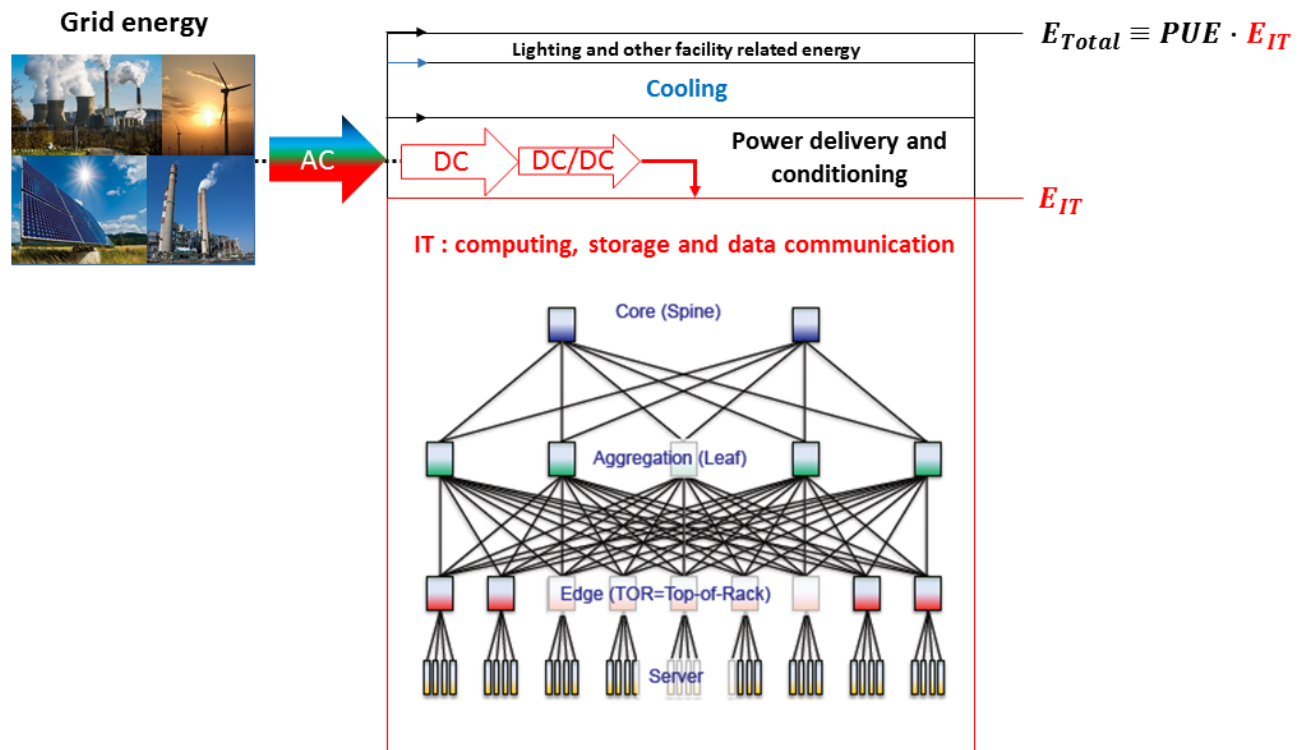 Grid energy
Lighting and other facility related energy
E_Total ≡ PUE · E_IT
Cooling
AC
DC
DC/DC
Power delivery and
conditioning
E_IT
IT : computing, storage and data communication
Core (Spine)
Aggregation (Leaf)
Edge (TOR=Top-of-Rack)
Server